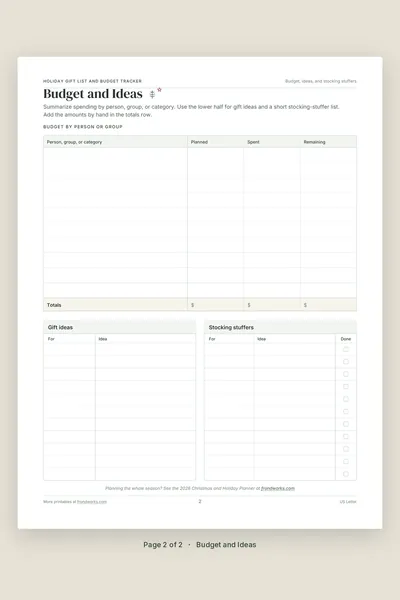 HOLIDAY GIFT LIST AND BUDGET TRACKER
Budget, ideas, and stocking stuffers
Budget and Ideas
Summarize spending by person, group, or category. Use the lower half for gift ideas and a short stocking-stuffer list.
Add the amounts by hand in the totals row.
BUDGET BY PERSON OR GROUP
Person, group, or category Planned Spent Remaining
Totals $ $ $
Gift ideas
For Idea
Stocking stuffers
For Idea Done
Planning the whole season? See the 2026 Christmas and Holiday Planner at frondworks.com
More printables at frondworks.com 2 US Letter
Page 2 of 2 · Budget and Ideas